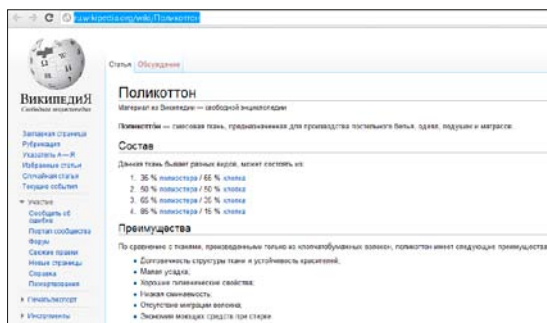 ru.wikipedia.org/wiki/Поликоттон
Статья Обсуждение
ВикипедиЯ
Свободная энциклопедия
Заглавная страница
Рубрикация
Указатель А — Я
Избранные статьи
Случайная статья
Текущие события
Участие
Сообщить об ошибке
Портал сообщества
Форум
Свежие правки
Новые страницы
Справка
Пожертвования
Печать/экспорт
Инструменты
Поликоттон
Материал из Википедии — свободной энциклопедии
Поликоттон — смесовая ткань, предназначенная для производства постельного белья, одеял, подушек и матрасов.
Состав
Данная ткань бывает разных видов, может состоять из:
1. 35 % полиэстера / 65 % хлопка
2. 50 % полиэстера / 50 % хлопка
3. 65 % полиэстера / 35 % хлопка
4. 85 % полиэстера / 15 % хлопка
Преимущества
По сравнению с тканями, произведенными только из хлопчатобумажных волокон, поликоттон имеет следующие преимущества
Долговечность структуры ткани и устойчивость красителей;
Малая усадка;
Хорошие гигиенические свойства;
Низкая сминаемость;
Отсутствие миграции волокна;
Экономия моющих средств при стирке